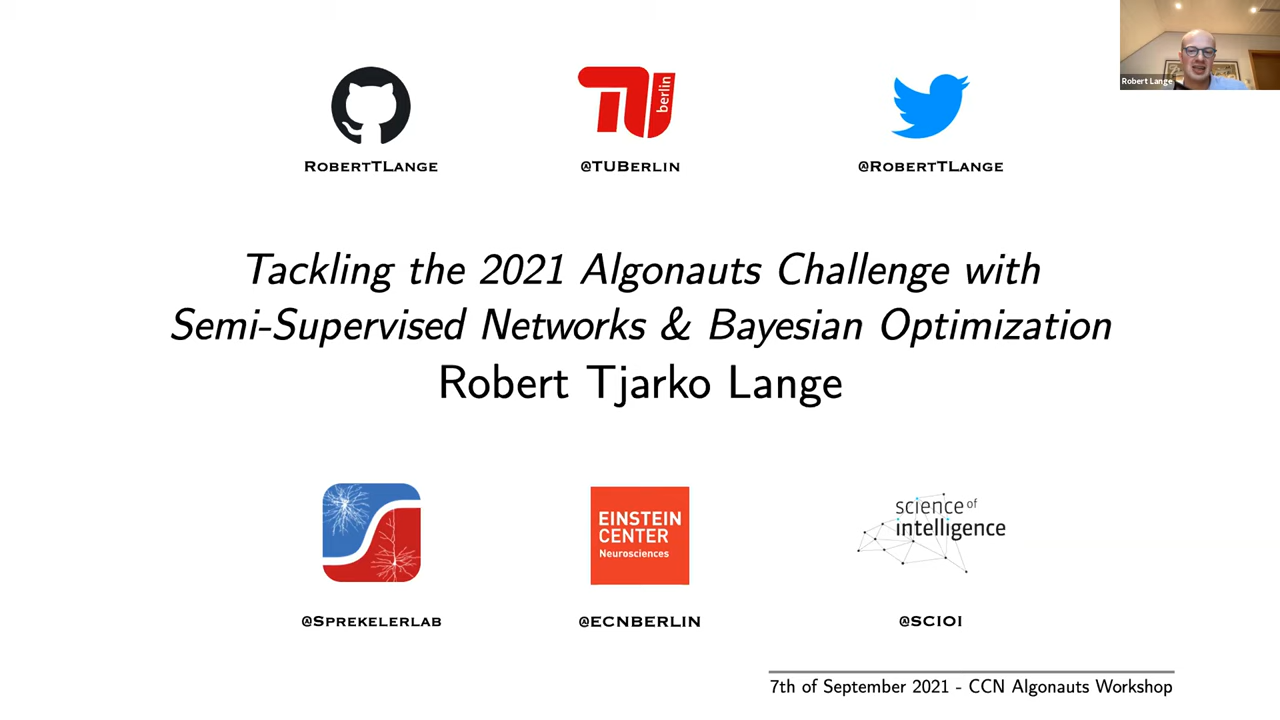 Robert Lange
berlin
ROBERTTLANGE
@TUBERLIN
@ROBERTTLANGE
Tackling the 2021 Algonauts Challenge with
Semi-Supervised Networks & Bayesian Optimization
Robert Tjarko Lange
EINSTEIN
CENTER
Neurosciences
science of
intelligence
@SPREKELERLAB
@ECNBERLIN
@SCIOI
7th of September 2021 - CCN Algonauts Workshop